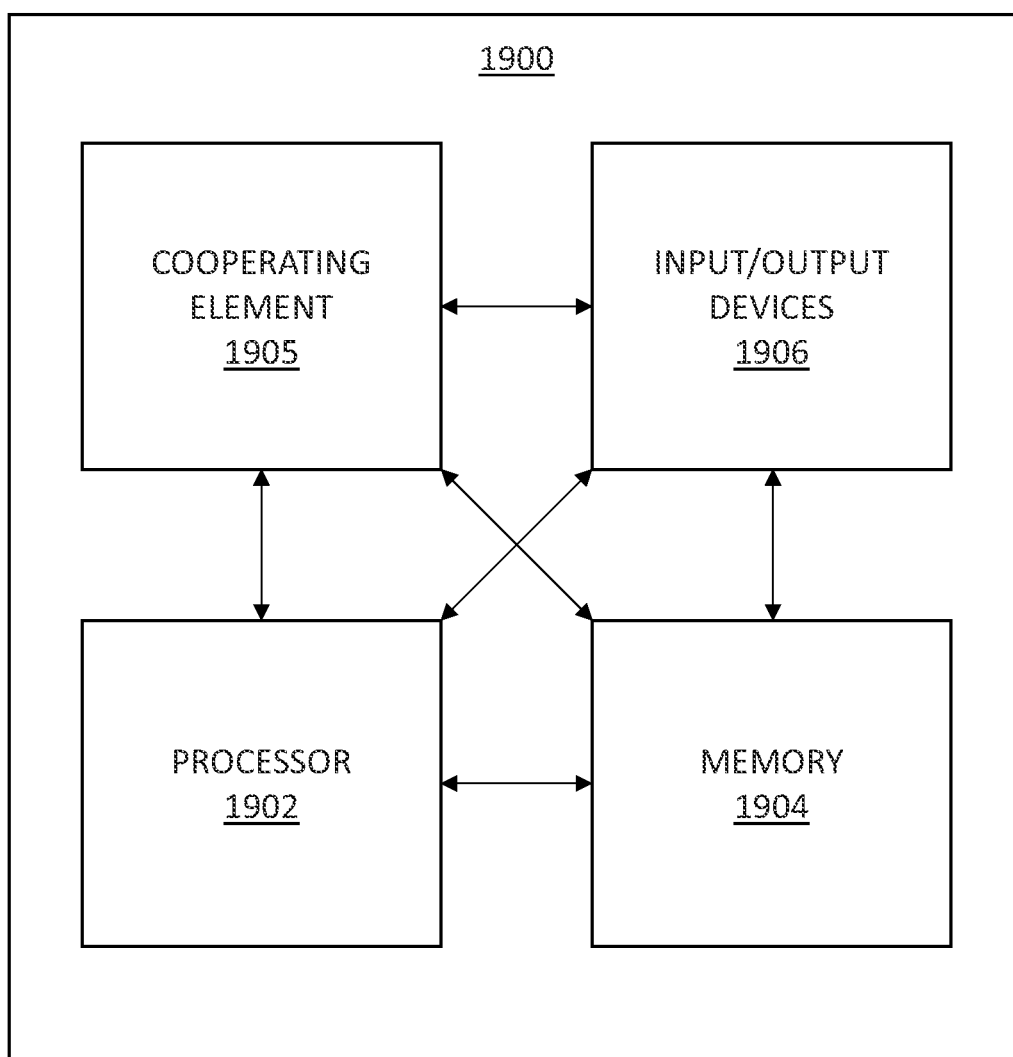 1900
COOPERATING
ELEMENT
1905
INPUT/OUTPUT
DEVICES
1906
PROCESSOR
1902
MEMORY
1904